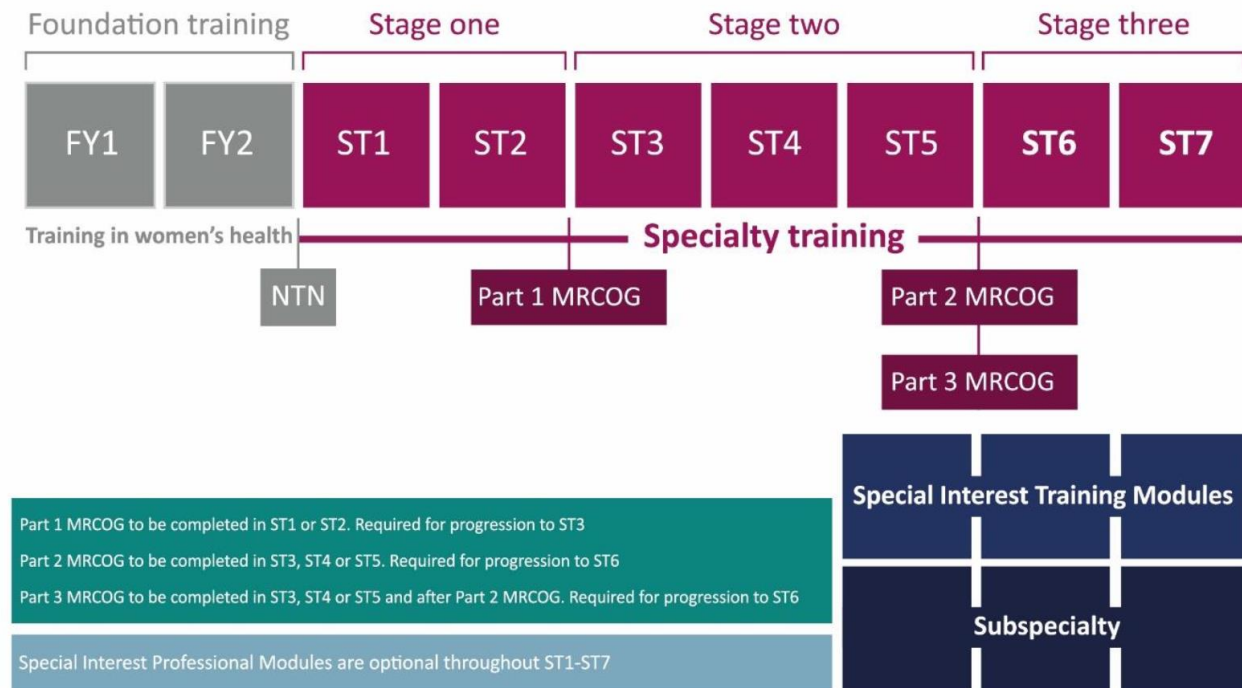 Foundation training
Stage one
Stage two
Stage three
FY1
FY2
ST1
ST2
ST3
ST4
ST5
ST6
ST7
Training in women’s health
Specialty training
NTN
Part 1 MRCOG
Part 2 MRCOG
Part 3 MRCOG
Special Interest Training Modules
Subspecialty
Part 1 MRCOG to be completed in ST1 or ST2. Required for progression to ST3
Part 2 MRCOG to be completed in ST3, ST4 or ST5. Required for progression to ST6
Part 3 MRCOG to be completed in ST3, ST4 or ST5 and after Part 2 MRCOG. Required for progression to ST6
Special Interest Professional Modules are optional throughout ST1-ST7